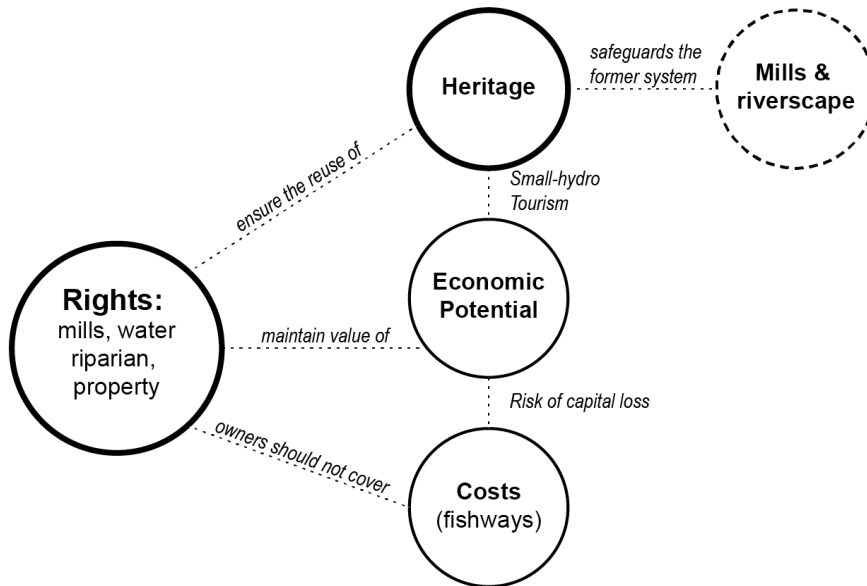 Heritage
safeguards the
former system
Mills &
riverscape
ensure the reuse of
Small-hydro
Tourism
Rights:
mills, water
riparian,
property
maintain value of
Economic
Potential
Risk of capital loss
owners should not cover
Costs
(fishways)